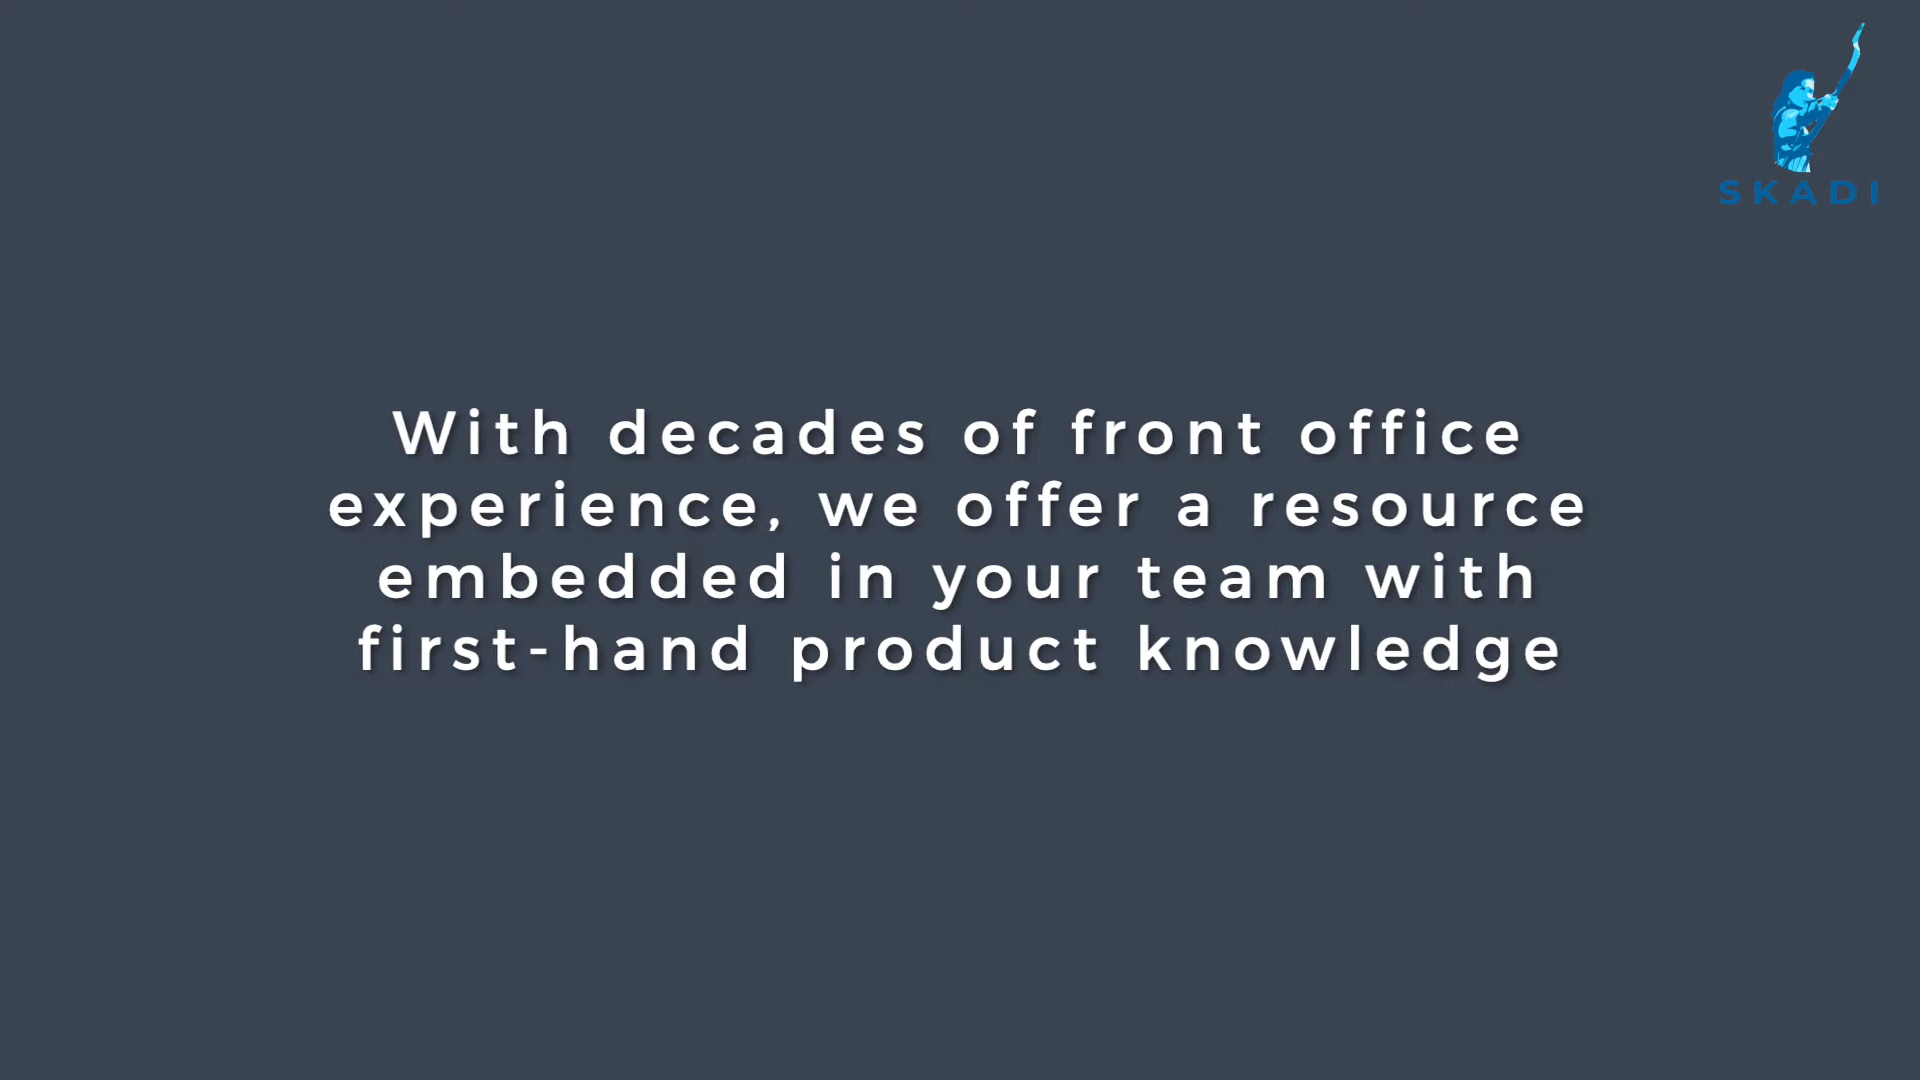 SKADI
With decades of front office
experience, we offer a resource
embedded in your team with
first-hand product knowledge